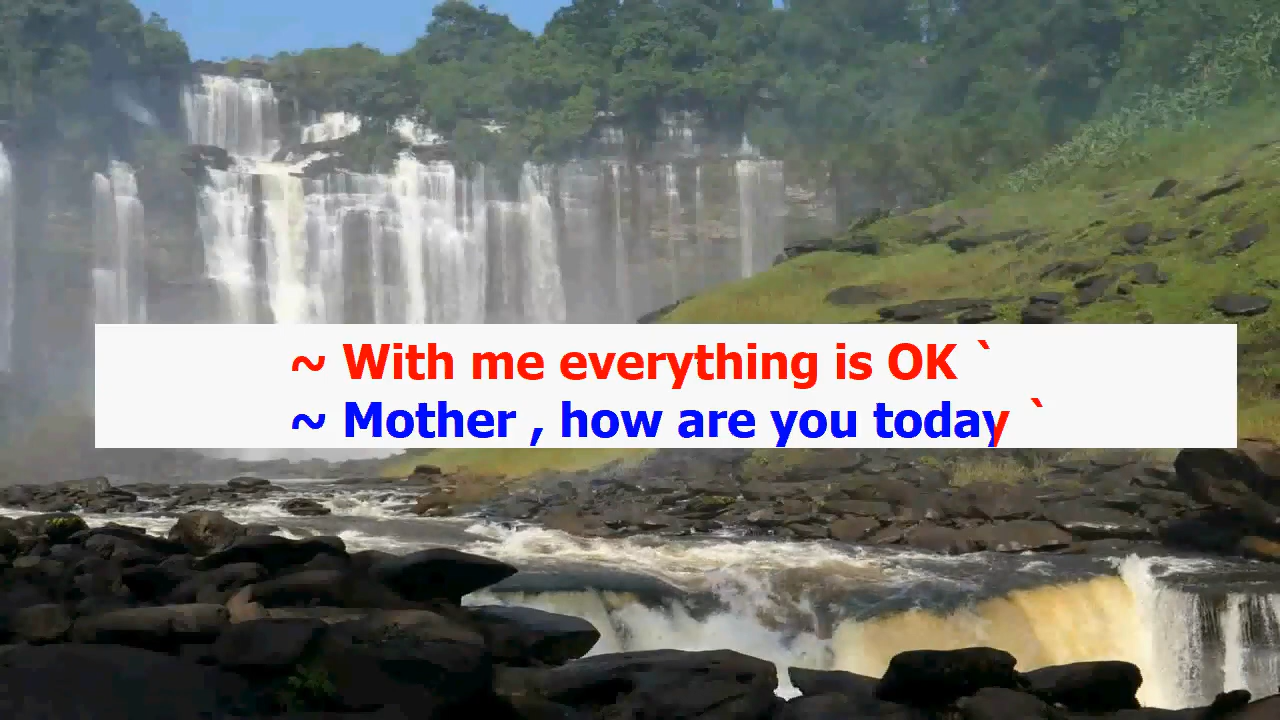 ~ With me everything is OK `
~ Mother , how are you today `